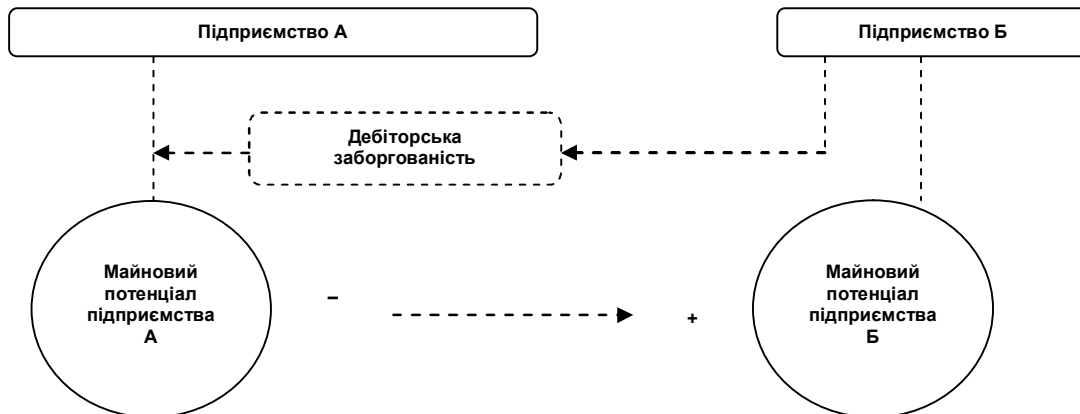 Підприємство А
Підприємство Б
Дебіторська
заборгованість
Майновий
потенціал
підприємства
А
–
+
Майновий
потенціал
підприємства
Б